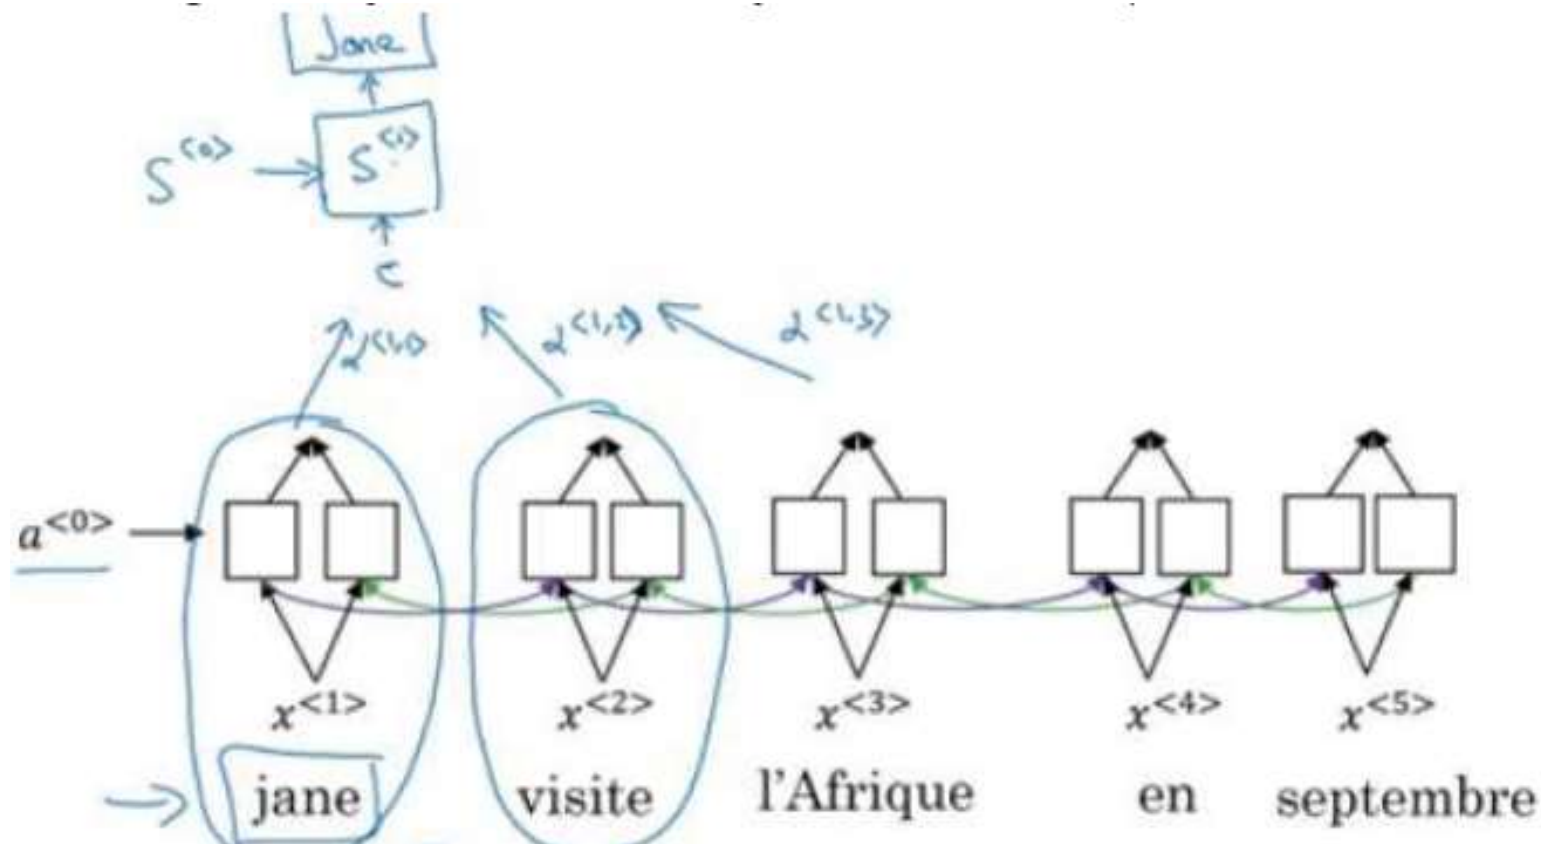 Jane
S<0> → S<1>
c
α<1,1> α<1,2> α<1,3>
a<0>
x<1> x<2> x<3> x<4> x<5>
jane visite l'Afrique en septembre